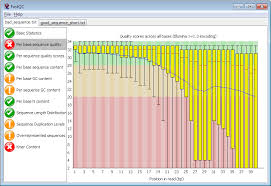 FastQC
File Help
bad_sequence.txt good_sequence_short.txt
Basic Statistics
Per base sequence quality
Per sequence quality scores
Per base sequence content
Per base GC content
Per sequence GC content
Per base N content
Sequence Length Distribution
Sequence Duplication Levels
Overrepresented sequences
Kmer Content
Quality scores across all bases (Illumina >v1.3 encoding)
Position in read (bp)